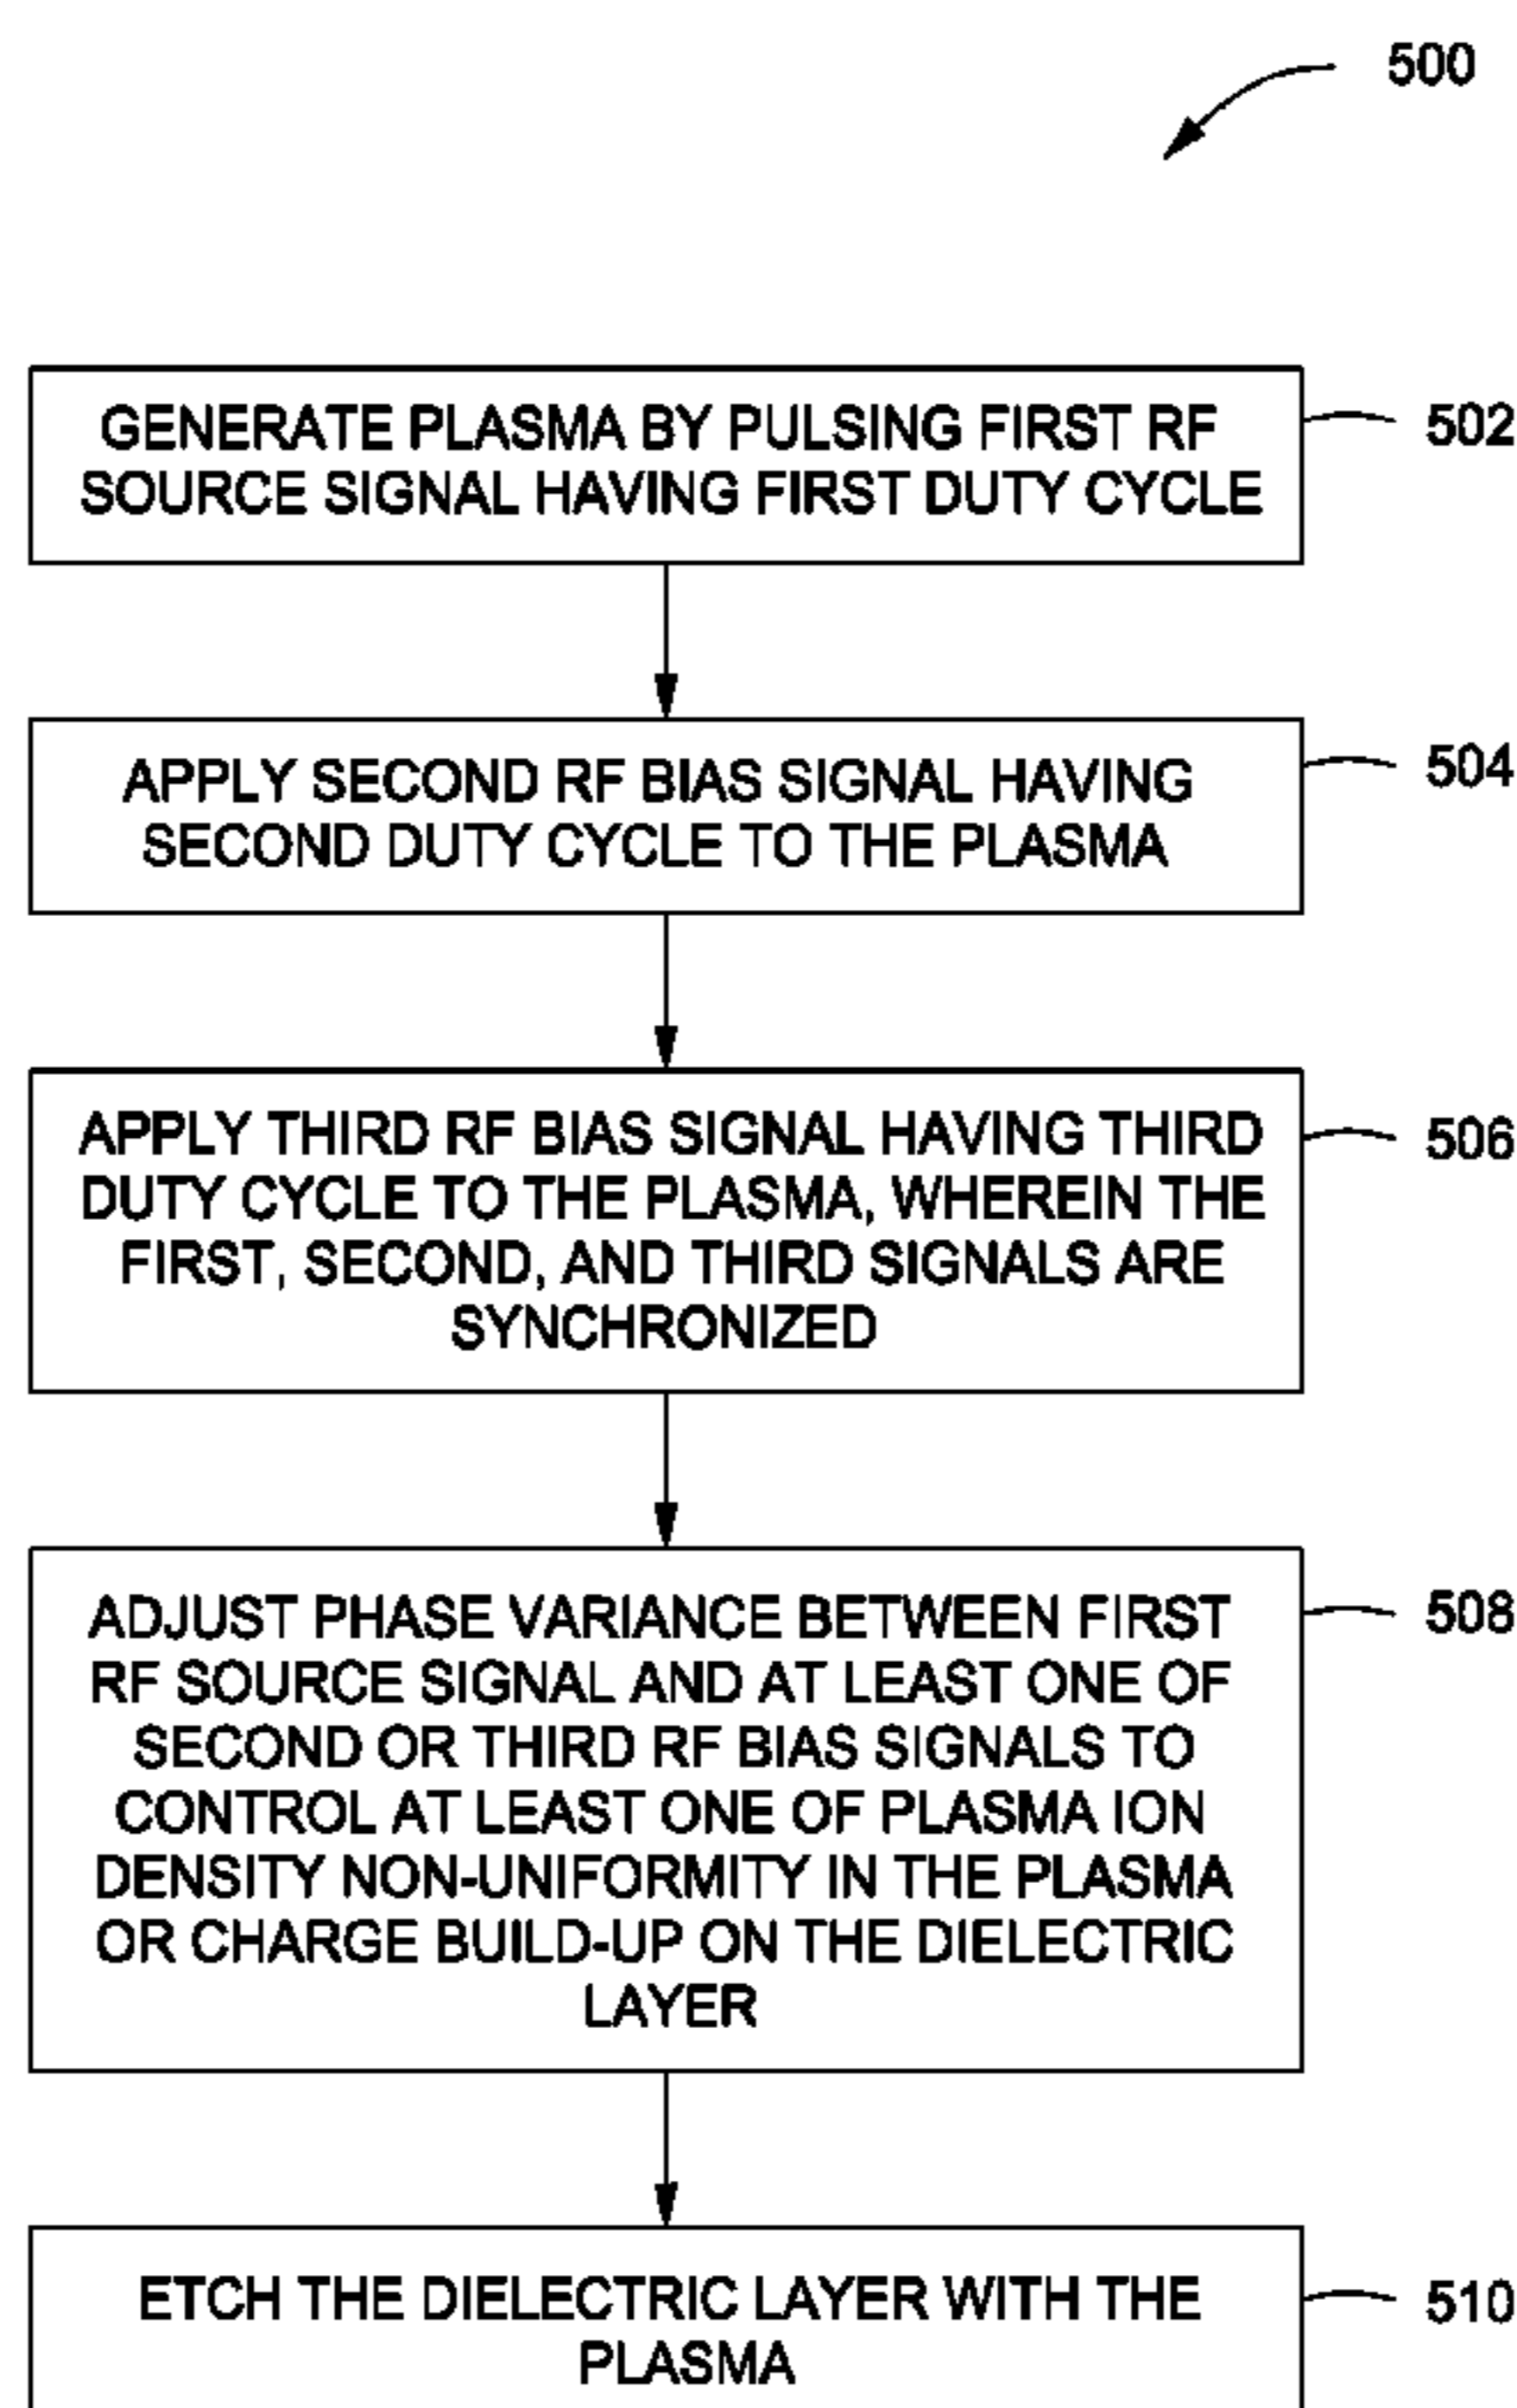 500
GENERATE PLASMA BY PULSING FIRST RF
SOURCE SIGNAL HAVING FIRST DUTY CYCLE
502
APPLY SECOND RF BIAS SIGNAL HAVING
SECOND DUTY CYCLE TO THE PLASMA
504
APPLY THIRD RF BIAS SIGNAL HAVING THIRD
DUTY CYCLE TO THE PLASMA, WHEREIN THE
FIRST, SECOND, AND THIRD SIGNALS ARE
SYNCHRONIZED
506
ADJUST PHASE VARIANCE BETWEEN FIRST
RF SOURCE SIGNAL AND AT LEAST ONE OF
SECOND OR THIRD RF BIAS SIGNALS TO
CONTROL AT LEAST ONE OF PLASMA ION
DENSITY NON-UNIFORMITY IN THE PLASMA
OR CHARGE BUILD-UP ON THE DIELECTRIC
LAYER
508
ETCH THE DIELECTRIC LAYER WITH THE
PLASMA
510